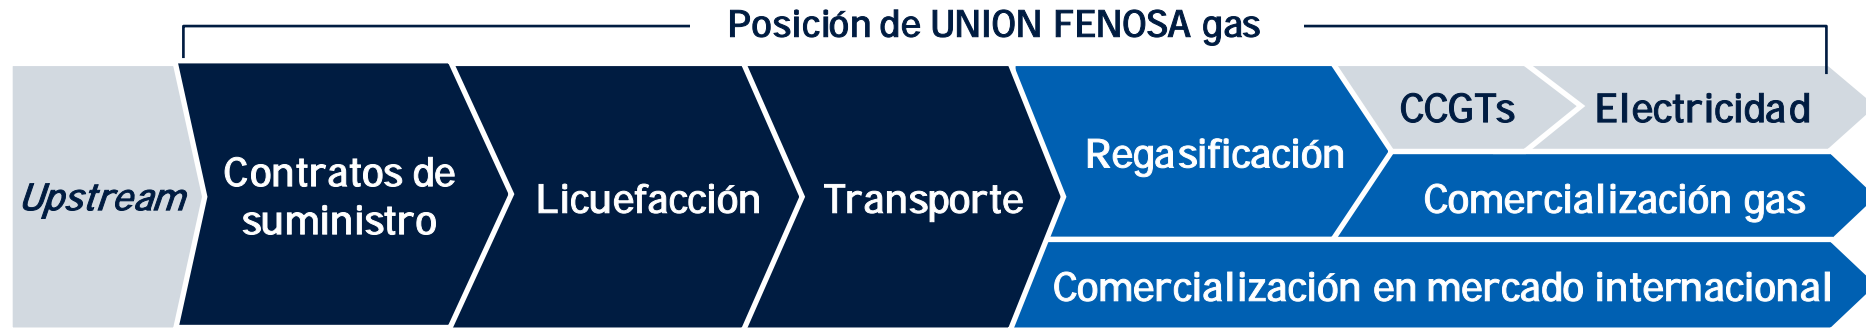 Posición de UNION FENOSA gas
Upstream
Contratos de
suministro
Licuefacción
Transporte
Regasificación
CCGTs
Electricidad
Comercialización gas
Comercialización en mercado internacional